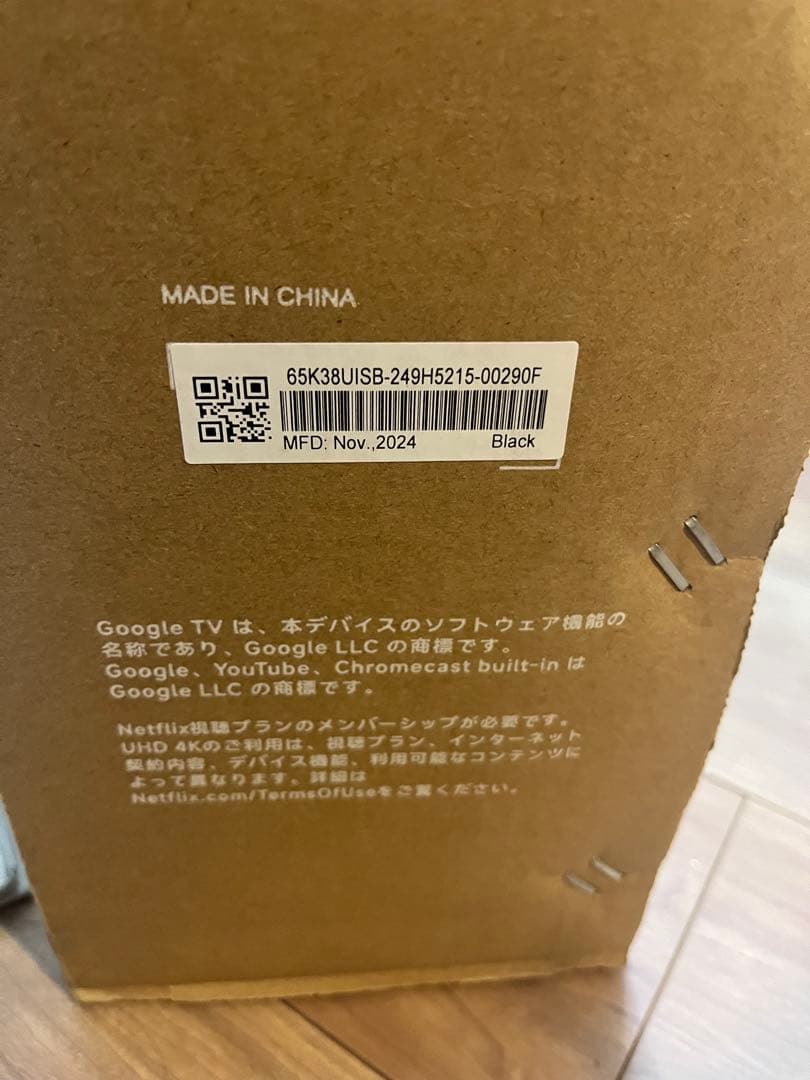 MADE IN CHINA
65K38UISB-249H5215-00290F
MFD: Nov.,2024 Black
Google TV は、本デバイスのソフトウェア機能の
名称であり、Google LLC の商標です。
Google、YouTube、Chromecast built-in は
Google LLC の商標です。
Netflix視聴プランのメンバーシップが必要です。
UHD 4Kのご利用は、視聴プラン、インターネット
契約内容、デバイス機能、利用可能なコンテンツに
よって異なります。詳細は
Netflix.com/TermsOfUseをご覧ください。